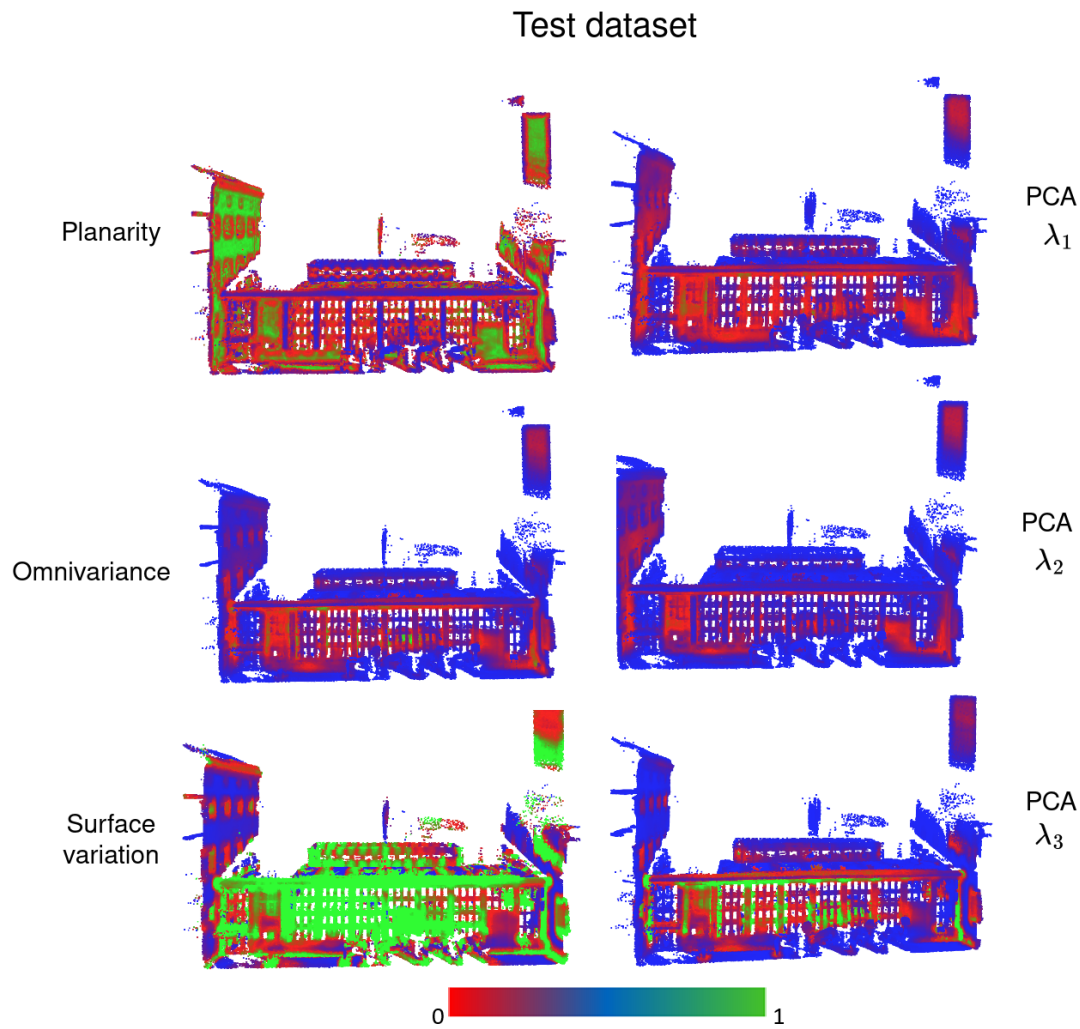 Test dataset
Planarity
PCA
λ₁
Omnivariance
PCA
λ₂
Surface
variation
PCA
λ₃
0
1